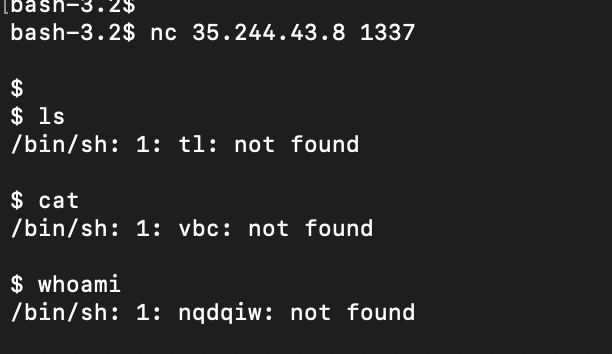 bash-3.2$
bash-3.2$ nc 35.244.43.8 1337
$
$ ls
/bin/sh: 1: tl: not found
$ cat
/bin/sh: 1: vbc: not found
$ whoami
/bin/sh: 1: nqdqiw: not found